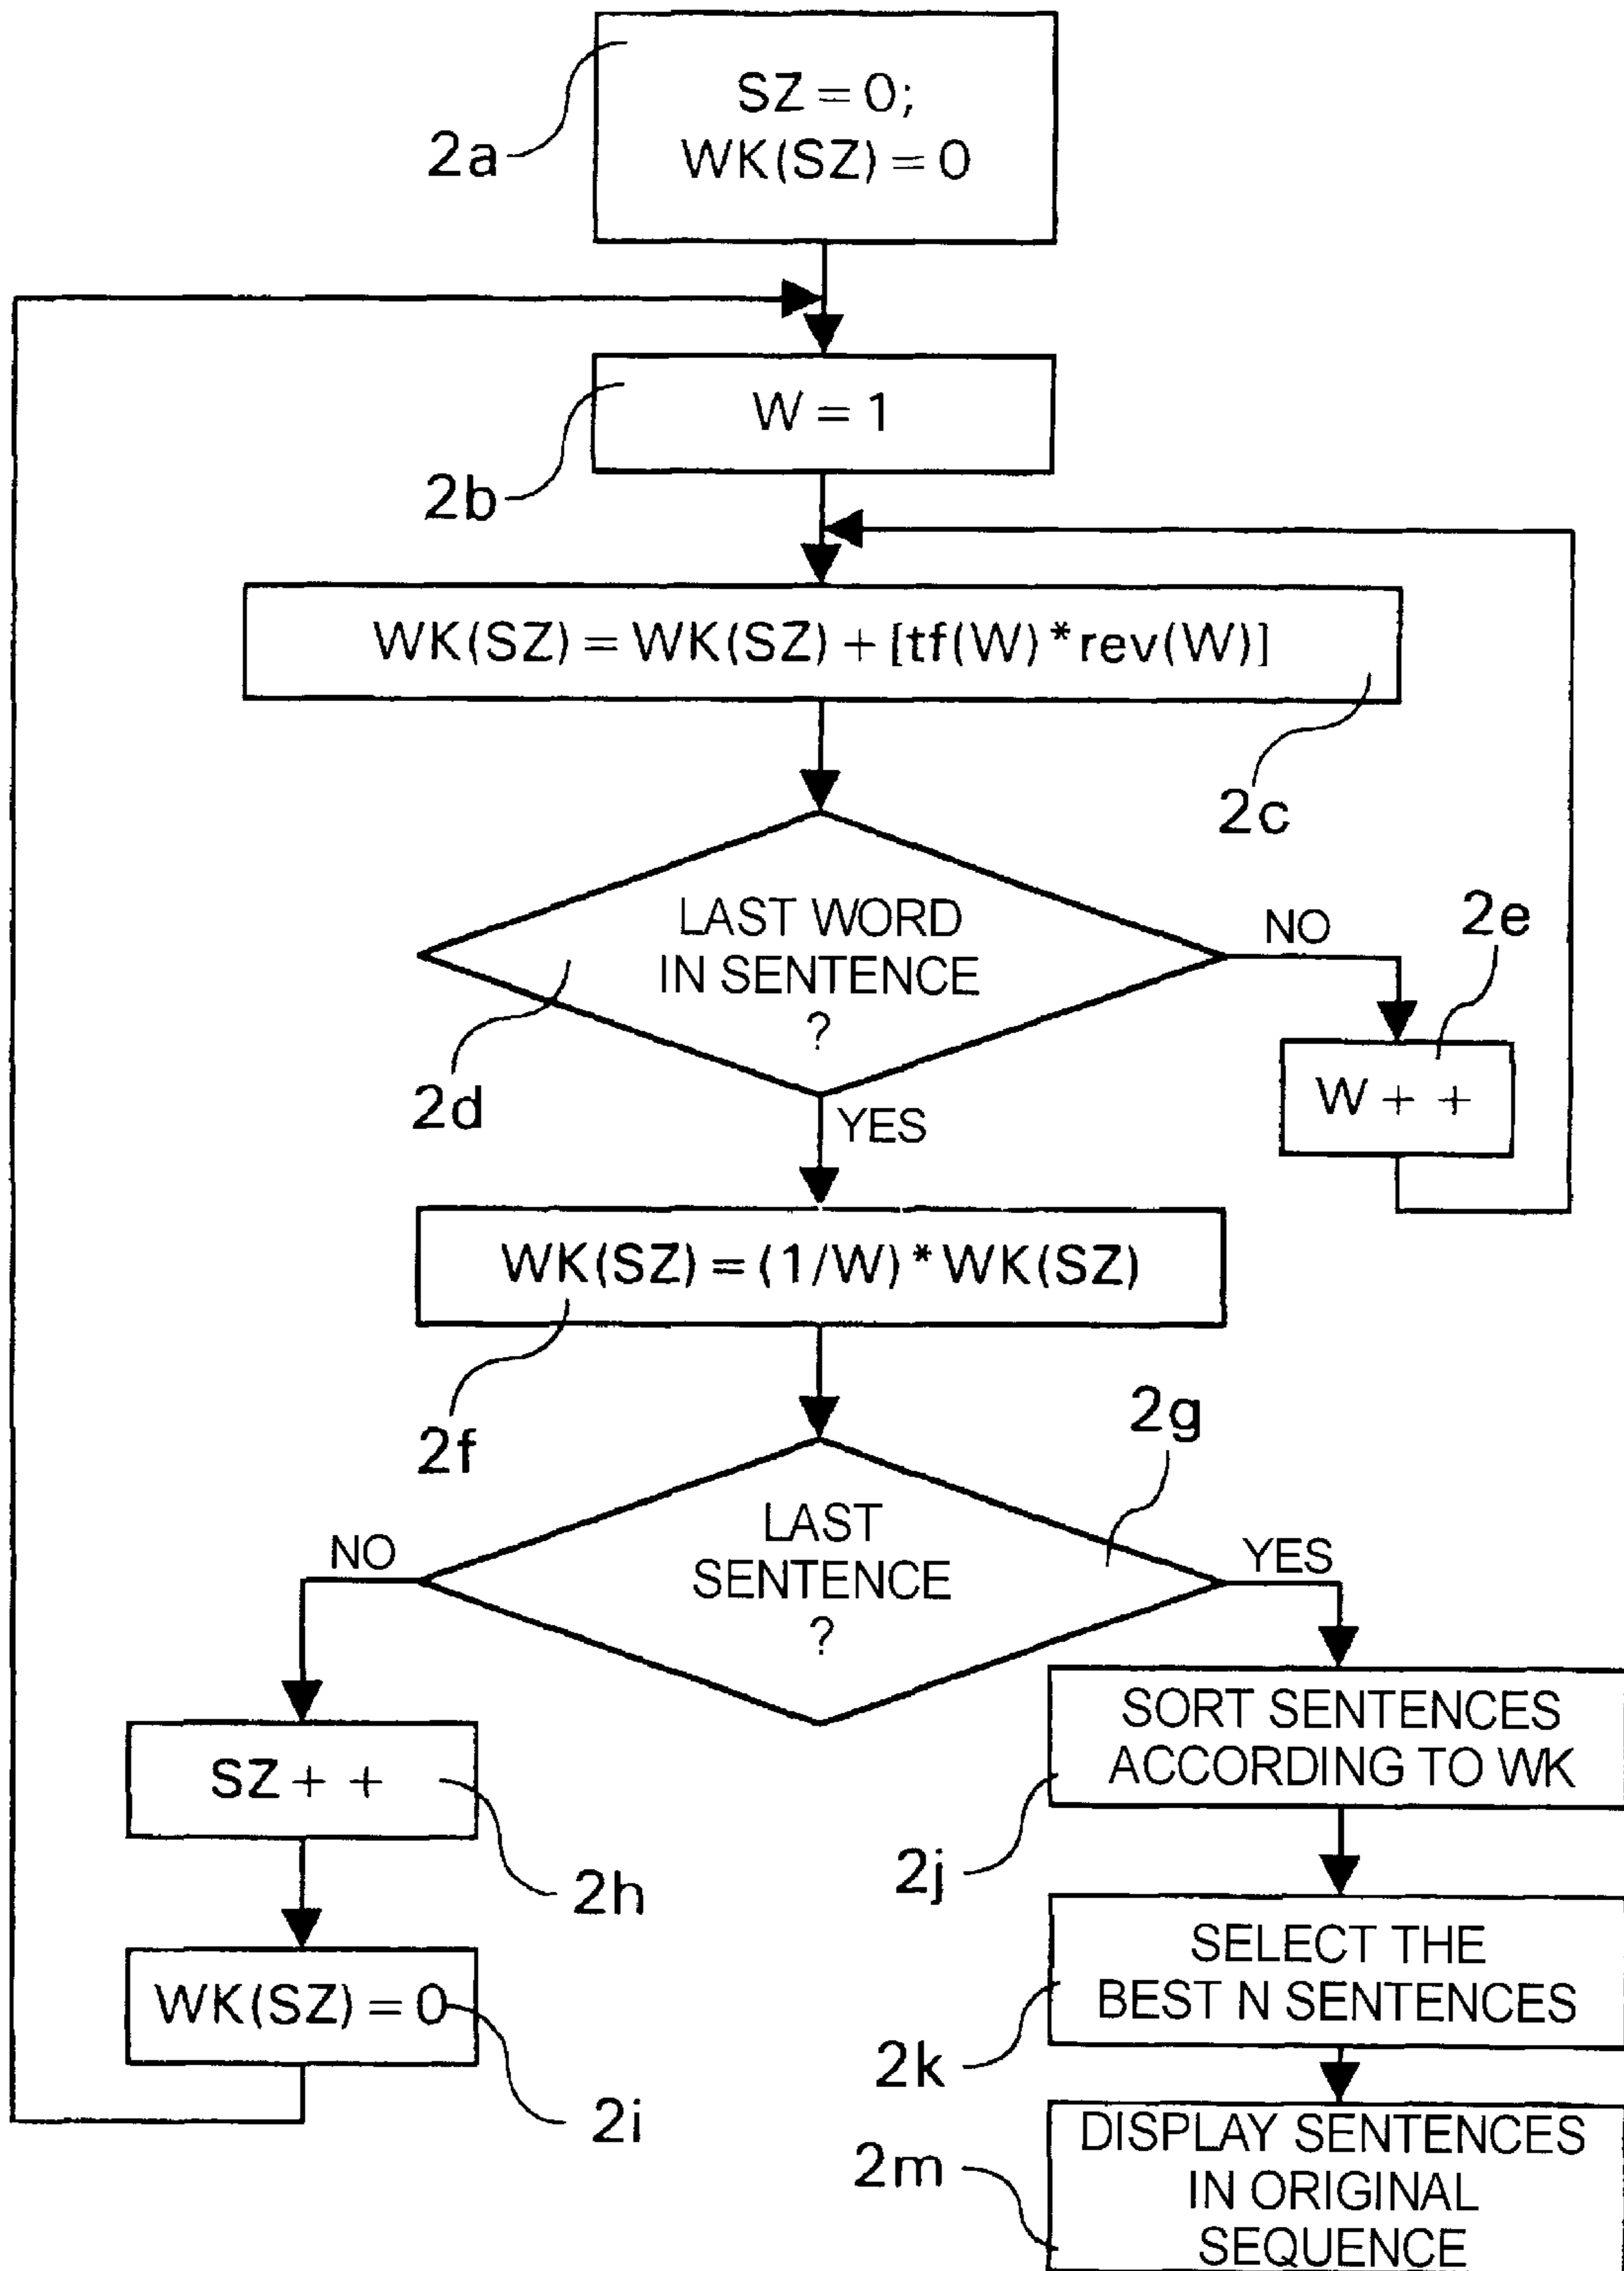 SZ = 0;
WK(SZ) = 0
2a
W = 1
2b
WK(SZ) = WK(SZ) + [tf(W) * rev(W)]
2c
LAST WORD
IN SENTENCE
?
2d
NO
2e
W + +
YES
WK(SZ) = (1/W) * WK(SZ)
2f
2g
LAST
SENTENCE
?
NO
YES
SZ + +
2h
WK(SZ) = 0
2i
SORT SENTENCES
ACCORDING TO WK
2j
SELECT THE
BEST N SENTENCES
2k
DISPLAY SENTENCES
IN ORIGINAL
SEQUENCE
2m